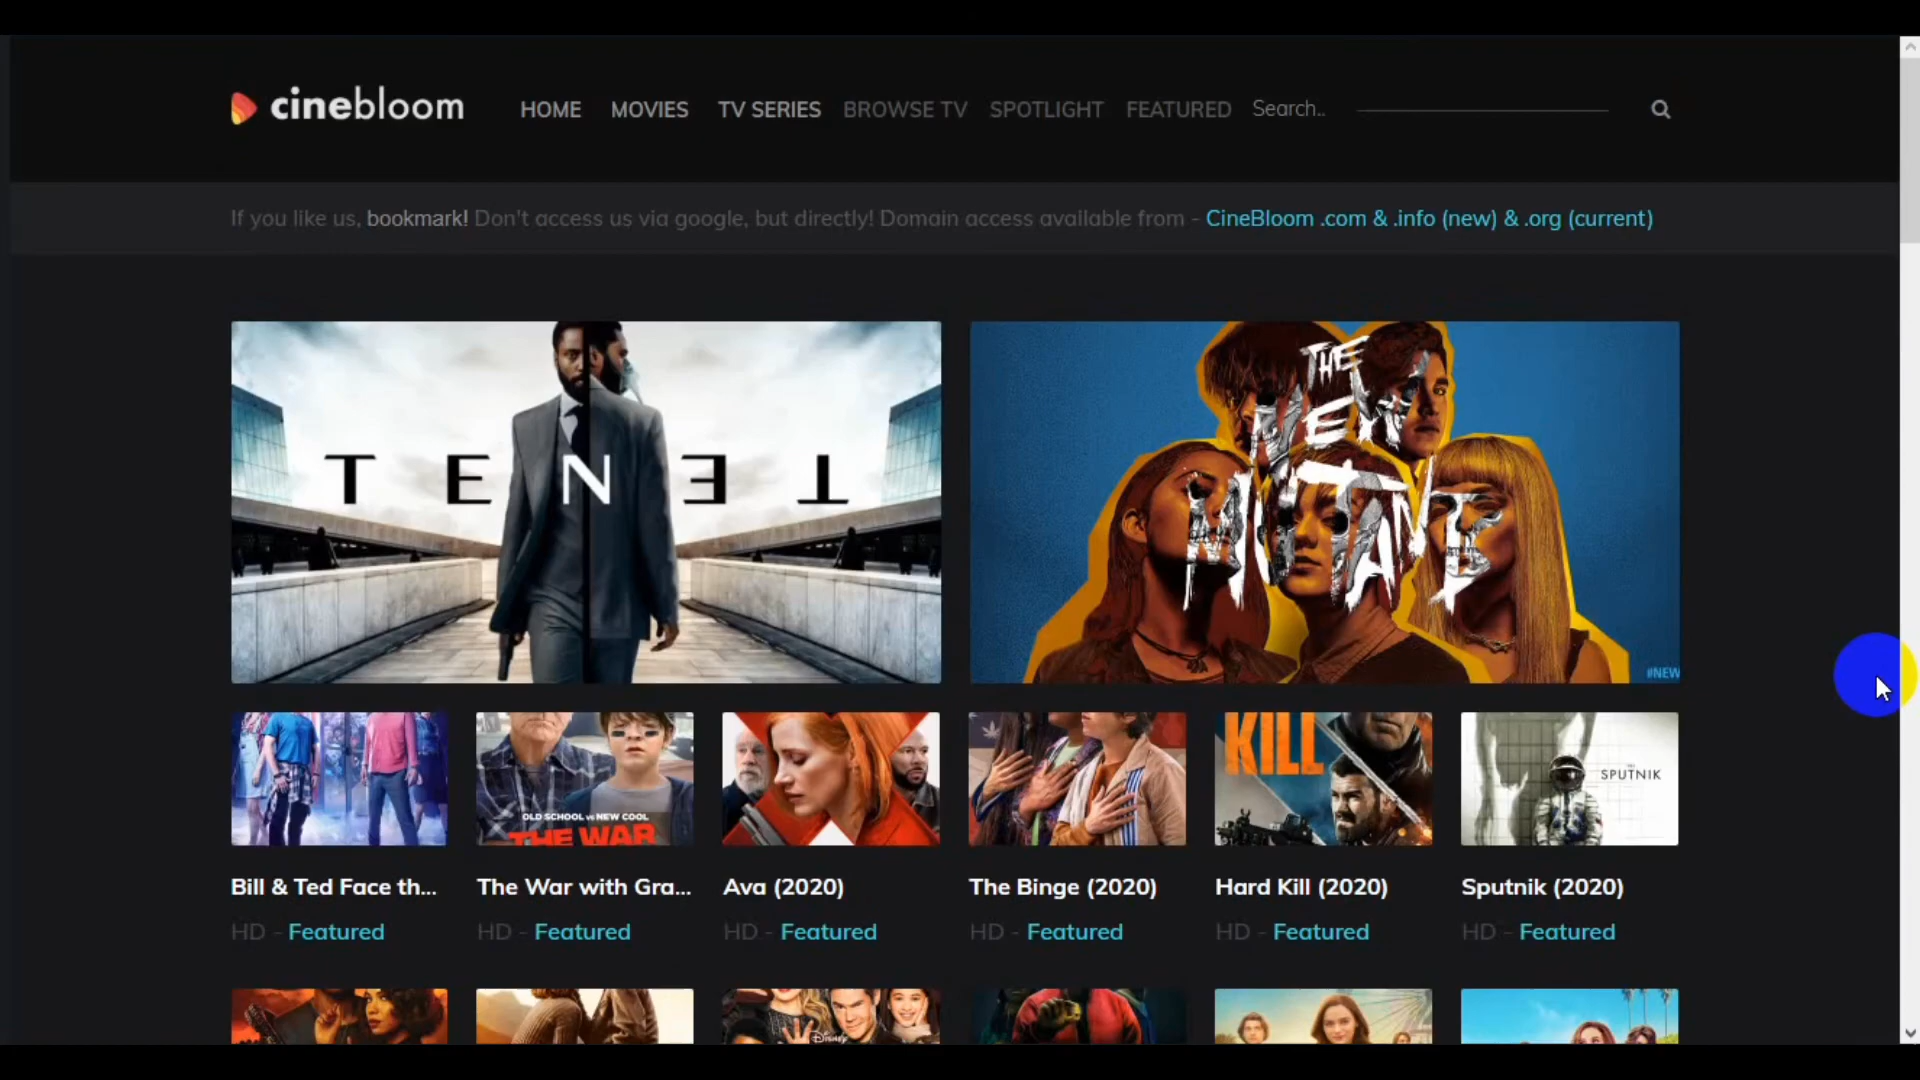 cinebloom HOME MOVIES TV SERIES BROWSE TV SPOTLIGHT FEATURED Search..
If you like us, bookmark! Don't access us via google, but directly! Domain access available from - CineBloom .com & .info (new) & .org (current)
TENET
THE
NEW
MUTANTS
#NEW
OLD SCHOOL vs NEW COOL
THE WAR
KILL
THE
SPUTNIK
Bill & Ted Face th... The War with Gra... Ava (2020) The Binge (2020) Hard Kill (2020) Sputnik (2020)
HD - Featured HD - Featured HD - Featured HD - Featured HD - Featured HD - Featured
DISNEY